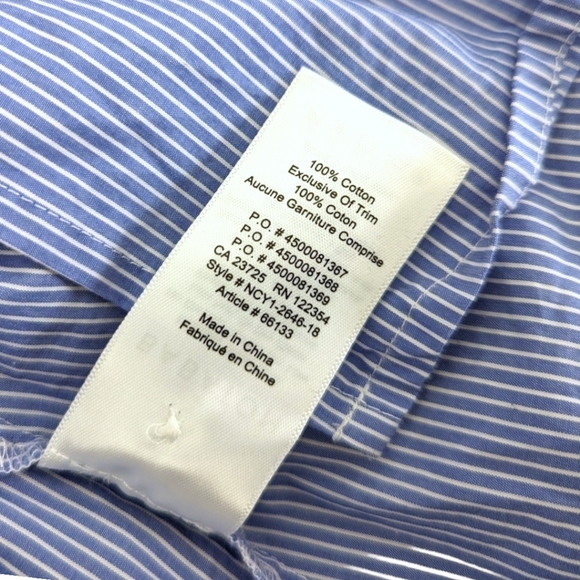 100% Cotton
Exclusive Of Trim
100% Coton
Aucune Garniture Comprise
P.O. # 4500081367
P.O. # 4500081368
P.O. # 4500081369
CA 23725 RN 122354
Style # NCY1-2646-18
Article # 66133
Made in China
Fabriqué en Chine